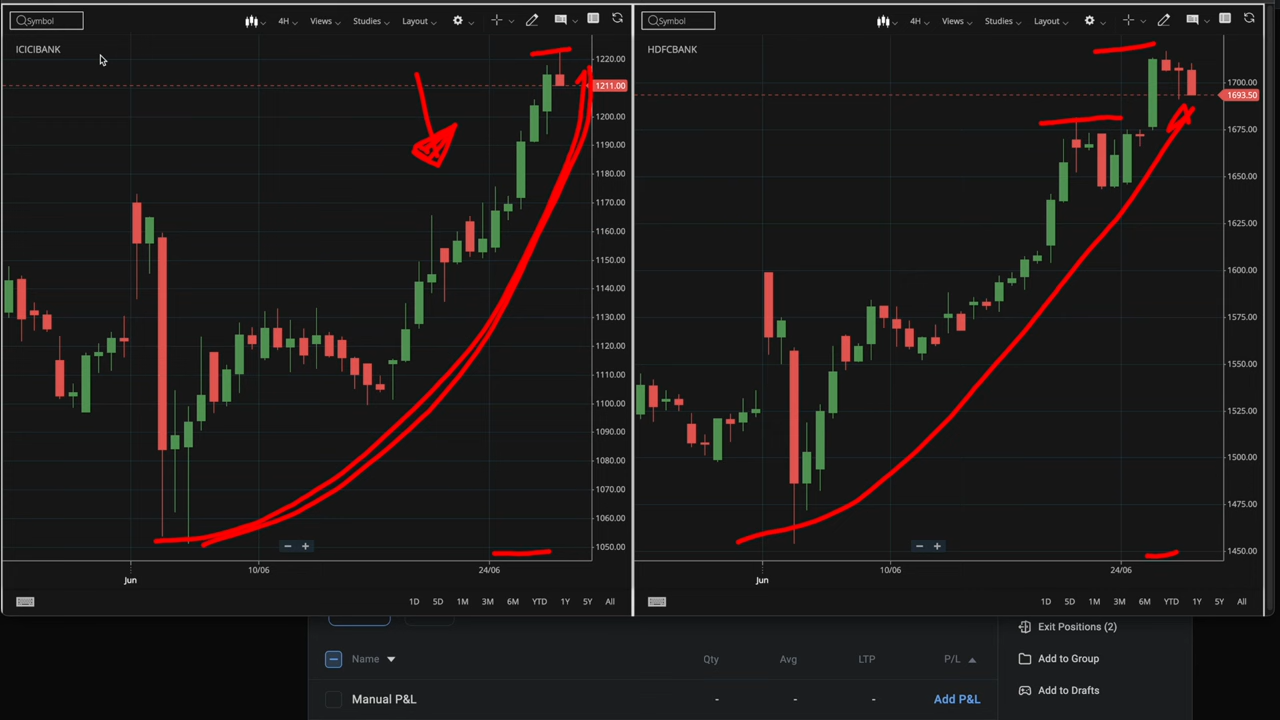 Symbol 4H Views Studies Layout
ICICIBANK
1220.00
1211.00
1200.00
1190.00
1180.00
1170.00
1160.00
1150.00
1140.00
1130.00
1120.00
1110.00
1100.00
1090.00
1080.00
1070.00
1060.00
1050.00
10/06 24/06
Jun
1D 5D 1M 3M 6M YTD 1Y 5Y All
Symbol 4H Views Studies Layout
HDFCBANK
1700.00
1693.50
1675.00
1650.00
1625.00
1600.00
1575.00
1550.00
1525.00
1500.00
1475.00
1450.00
10/06 24/06
Jun
1D 5D 1M 3M 6M YTD 1Y 5Y All
Name Qty Avg LTP P/L
Manual P&L - - - Add P&L
Exit Positions (2)
Add to Group
Add to Drafts